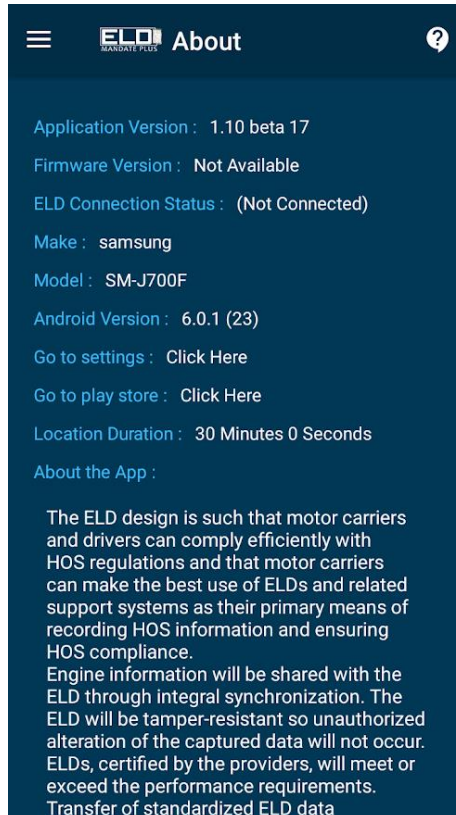 ELD About
MANDATE PLUS
Application Version : 1.10 beta 17
Firmware Version : Not Available
ELD Connection Status : (Not Connected)
Make : samsung
Model : SM-J700F
Android Version : 6.0.1 (23)
Go to settings : Click Here
Go to play store : Click Here
Location Duration : 30 Minutes 0 Seconds
About the App :
The ELD design is such that motor carriers
and drivers can comply efficiently with
HOS regulations and that motor carriers
can make the best use of ELDs and related
support systems as their primary means of
recording HOS information and ensuring
HOS compliance.
Engine information will be shared with the
ELD through integral synchronization. The
ELD will be tamper-resistant so unauthorized
alteration of the captured data will not occur.
ELDs, certified by the providers, will meet or
exceed the performance requirements.
Transfer of standardized ELD data